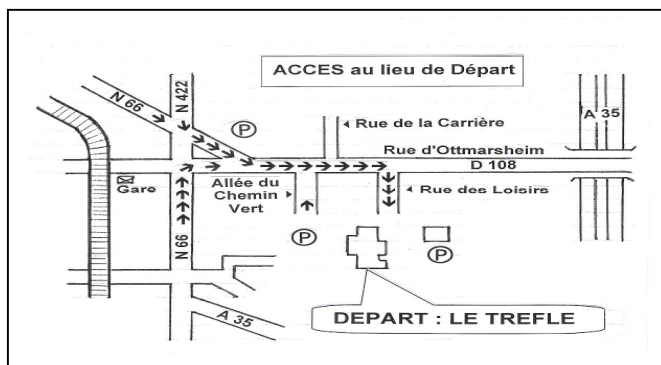 ACCES au lieu de Départ
N 66
N 422
P
Rue de la Carrière
A 35
Rue d'Ottmarsheim
D 108
Gare
Allée du
Chemin
Vert
Rue des Loisirs
N 66
P
P
A 35
DEPART : LE TREFLE